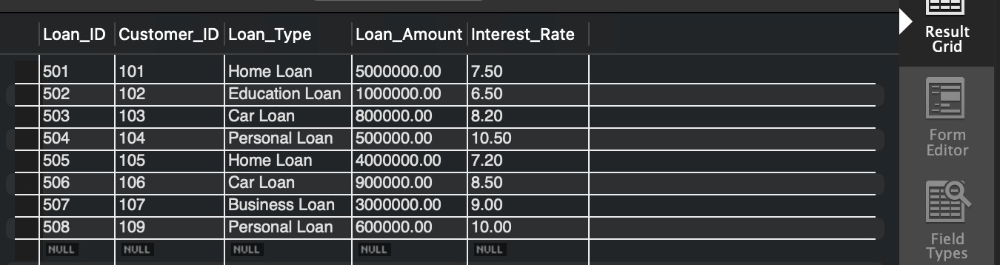 Loan_ID Customer_ID Loan_Type Loan_Amount Interest_Rate
501 101 Home Loan 5000000.00 7.50
502 102 Education Loan 1000000.00 6.50
503 103 Car Loan 800000.00 8.20
504 104 Personal Loan 500000.00 10.50
505 105 Home Loan 4000000.00 7.20
506 106 Car Loan 900000.00 8.50
507 107 Business Loan 3000000.00 9.00
508 109 Personal Loan 600000.00 10.00
NULL NULL NULL NULL NULL
Result
Grid
Form
Editor
Field
Types